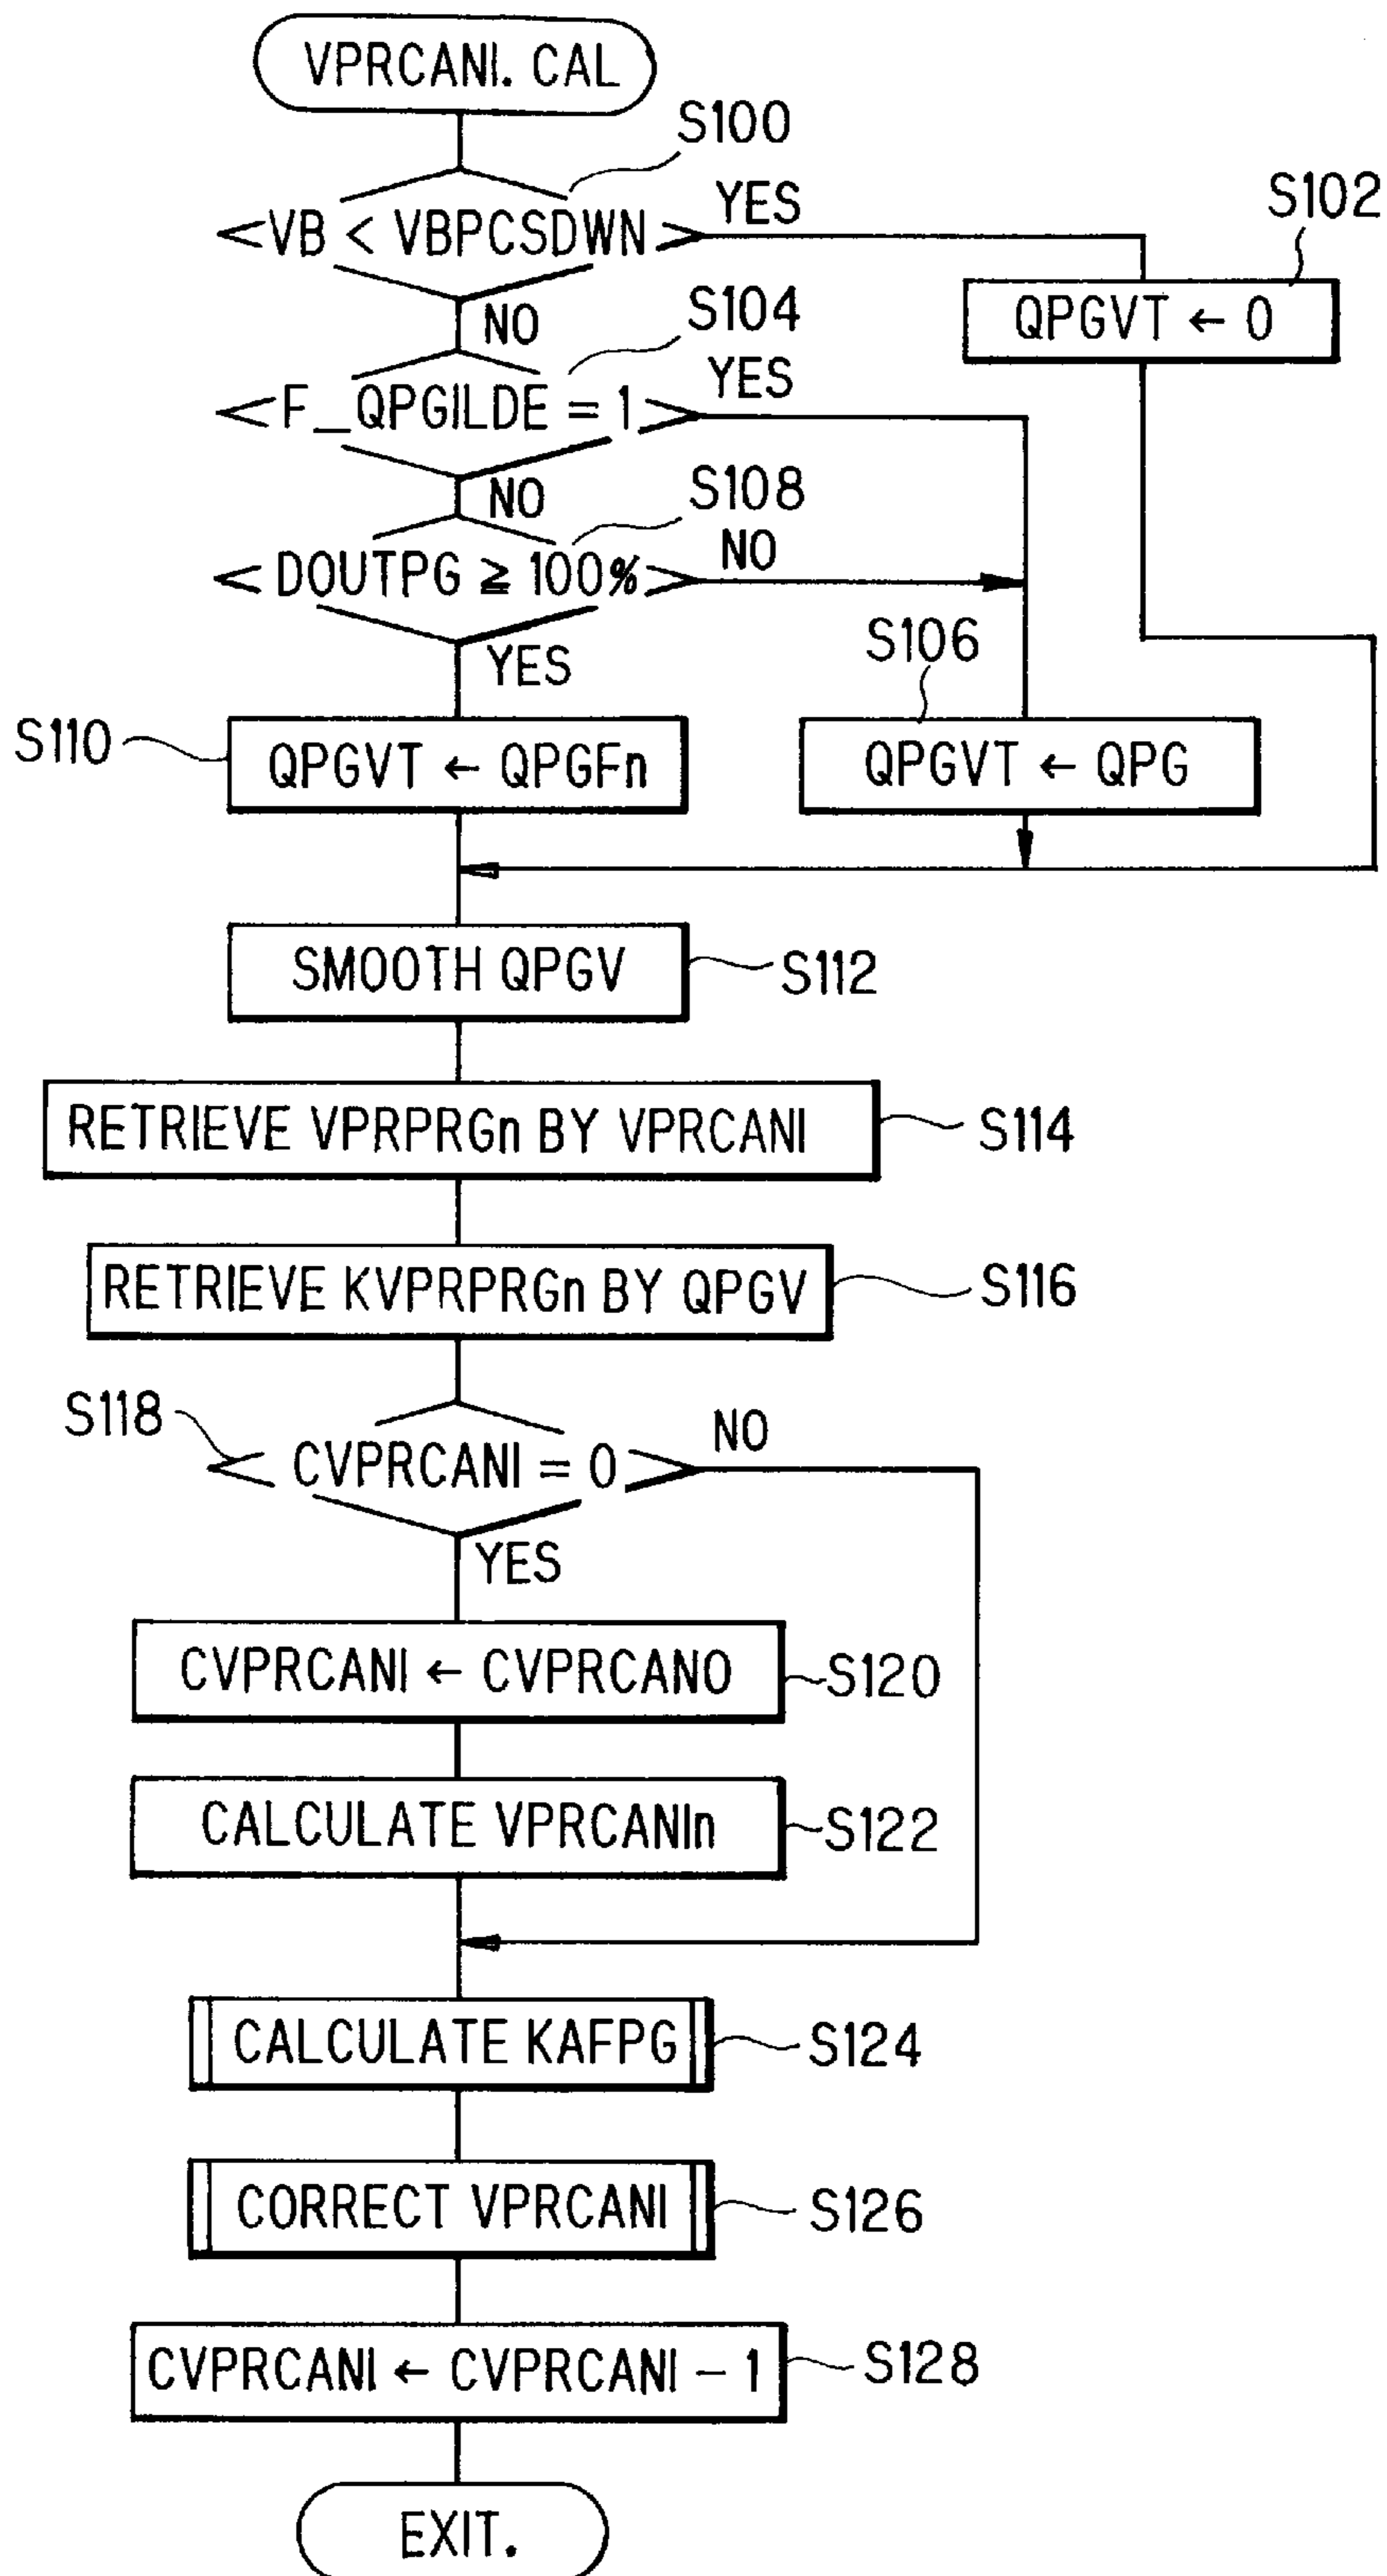 VPRCANI. CAL
S100
VB < VBPCSDWN
YES
S102
QPGVT ← 0
NO
S104
F_QPGILDE = 1
YES
NO
S108
DOUTPG ≧ 100%
NO
YES
S106
S110
QPGVT ← QPGFn
QPGVT ← QPG
SMOOTH QPGV
S112
RETRIEVE VPRPRGn BY VPRCANI
S114
RETRIEVE KVPRPRGn BY QPGV
S116
S118
CVPRCANI = 0
NO
YES
CVPRCANI ← CVPRCANO
S120
CALCULATE VPRCANIn
S122
CALCULATE KAFPG
S124
CORRECT VPRCANI
S126
CVPRCANI ← CVPRCANI − 1
S128
EXIT.